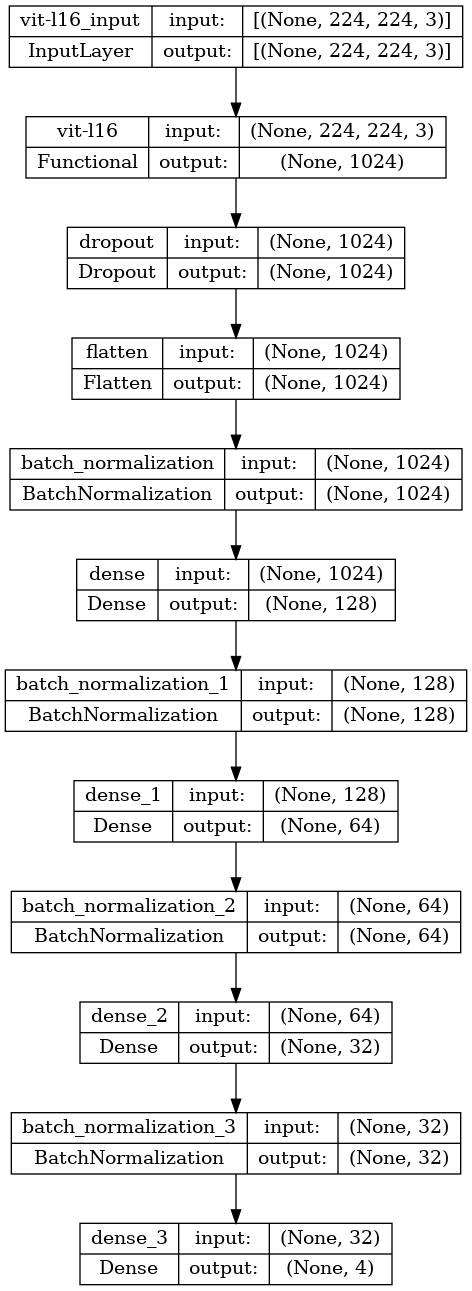 vit-l16_input input: [(None, 224, 224, 3)]
InputLayer output: [(None, 224, 224, 3)]
vit-l16 input: (None, 224, 224, 3)
Functional output: (None, 1024)
dropout input: (None, 1024)
Dropout output: (None, 1024)
flatten input: (None, 1024)
Flatten output: (None, 1024)
batch_normalization input: (None, 1024)
BatchNormalization output: (None, 1024)
dense input: (None, 1024)
Dense output: (None, 128)
batch_normalization_1 input: (None, 128)
BatchNormalization output: (None, 128)
dense_1 input: (None, 128)
Dense output: (None, 64)
batch_normalization_2 input: (None, 64)
BatchNormalization output: (None, 64)
dense_2 input: (None, 64)
Dense output: (None, 32)
batch_normalization_3 input: (None, 32)
BatchNormalization output: (None, 32)
dense_3 input: (None, 32)
Dense output: (None, 4)